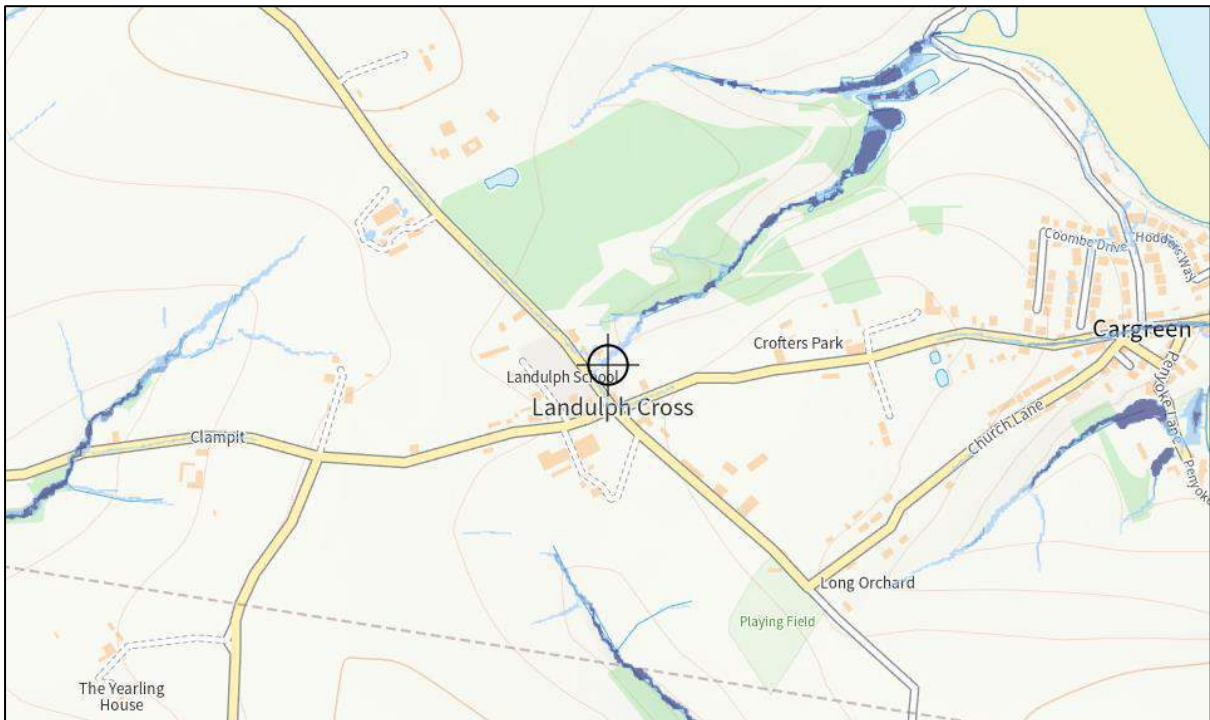 Coombe Drive
Hodders Way
Cargreen
Crofters Park
Landulph School
Landulph Cross
Penyoke Lane
Church Lane
Clampit
Penyoke
Long Orchard
Playing Field
The Yearling
House